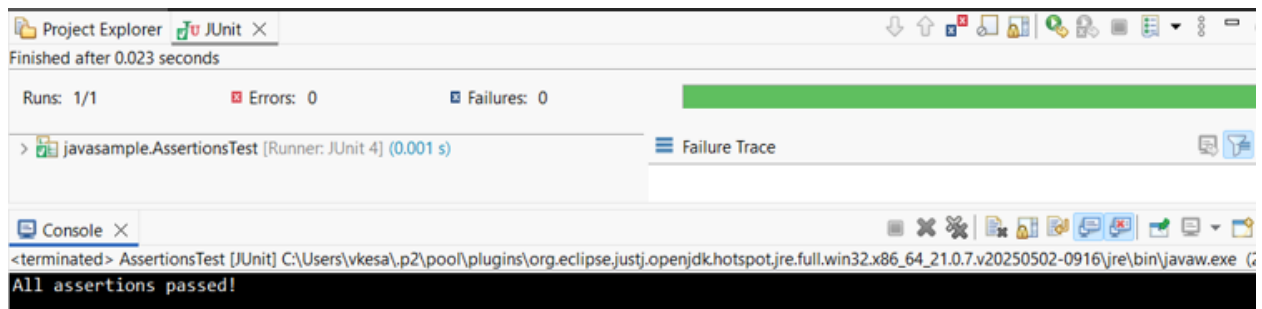 Project Explorer JUnit
Finished after 0.023 seconds
Runs: 1/1 Errors: 0 Failures: 0
javasample.AssertionsTest [Runner: JUnit 4] (0.001 s)
Failure Trace
Console
<terminated> AssertionsTest [JUnit] C:\Users\vkesa\.p2\pool\plugins\org.eclipse.justj.openjdk.hotspot.jre.full.win32.x86_64_21.0.7.v20250502-0916\jre\bin\javaw.exe (2
All assertions passed!